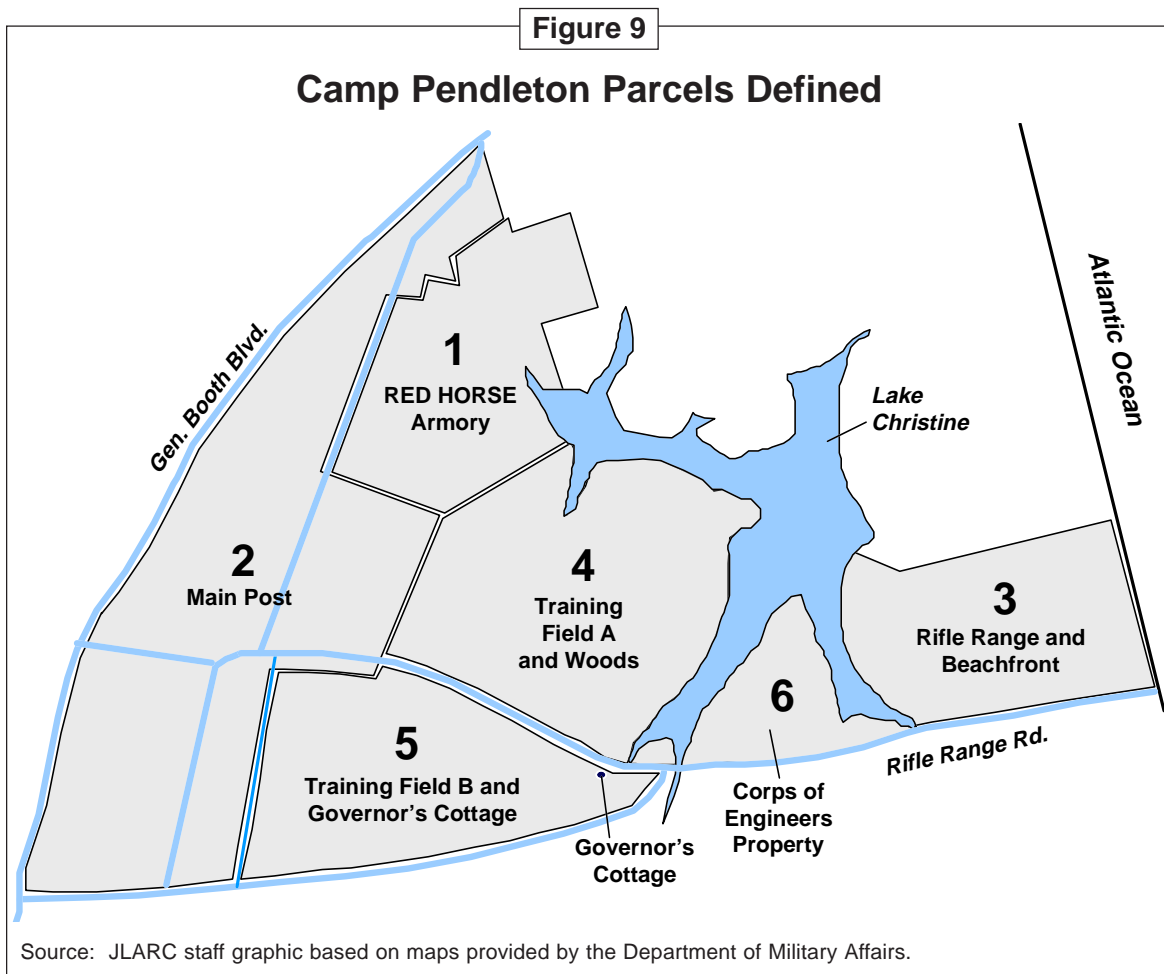 Figure 9
Camp Pendleton Parcels Defined
Gen. Booth Blvd.
Atlantic Ocean
1
RED HORSE
Armory
Lake
Christine
2
Main Post
4
Training
Field A
and Woods
3
Rifle Range and
Beachfront
6
5
Training Field B and
Governor's Cottage
Rifle Range Rd.
Corps of
Engineers
Property
Governor's
Cottage
Source: JLARC staff graphic based on maps provided by the Department of Military Affairs.